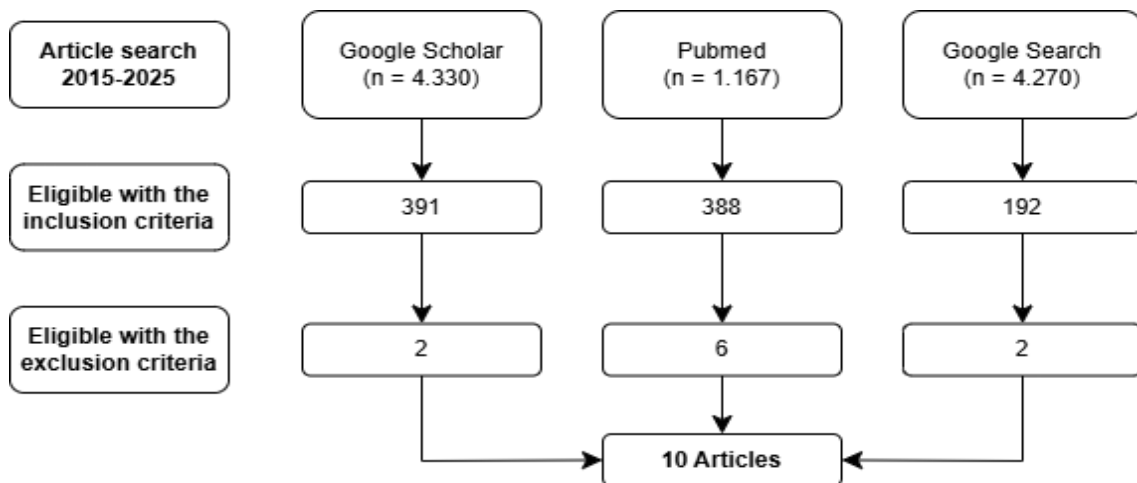 Article search
2015-2025
Google Scholar
(n = 4.330)
Pubmed
(n = 1.167)
Google Search
(n = 4.270)
Eligible with the
inclusion criteria
391
388
192
Eligible with the
exclusion criteria
2
6
2
10 Articles